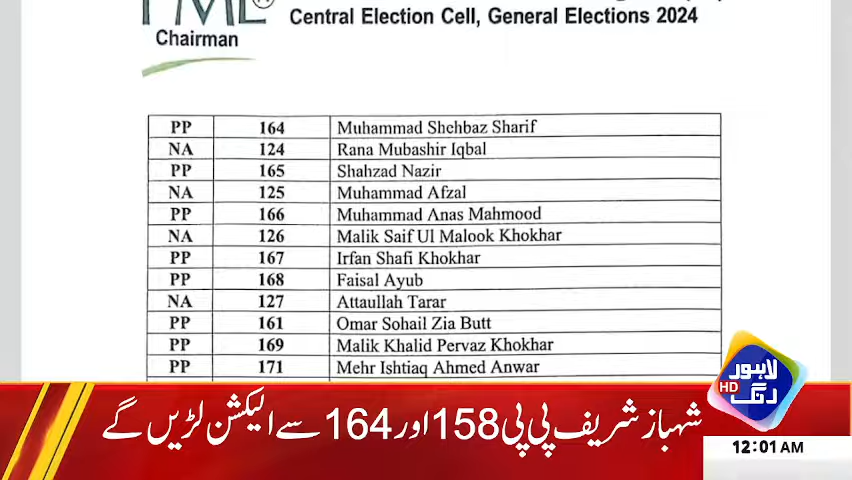 PML
Central Election Cell, General Elections 2024
Chairman
PP 164 Muhammad Shehbaz Sharif
NA 124 Rana Mubashir Iqbal
PP 165 Shahzad Nazir
NA 125 Muhammad Afzal
PP 166 Muhammad Anas Mahmood
NA 126 Malik Saif Ul Malook Khokhar
PP 167 Irfan Shafi Khokhar
PP 168 Faisal Ayub
NA 127 Attaullah Tarar
PP 161 Omar Sohail Zia Butt
PP 169 Malik Khalid Pervaz Khokhar
PP 171 Mehr Ishtiaq Ahmed Anwar
لاہور
HD
رنگ
شہباز شریف پی پی 158 اور 164 سے الیکشن لڑیں گے
12:01 AM